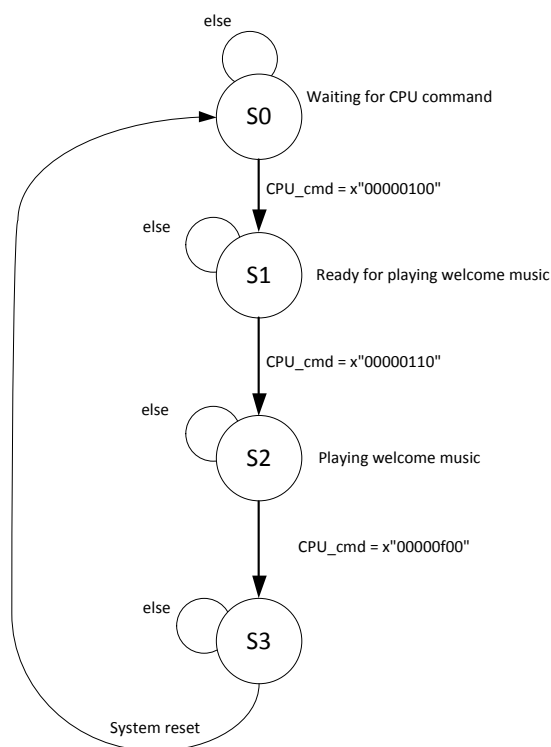 else
S0
Waiting for CPU command
CPU_cmd = x"00000100"
else
S1
Ready for playing welcome music
CPU_cmd = x"00000110"
else
S2
Playing welcome music
CPU_cmd = x"00000f00"
else
S3
System reset